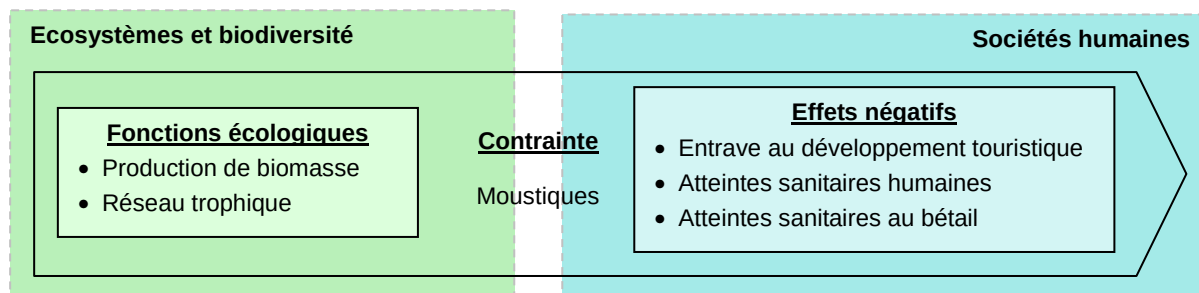 Ecosystèmes et biodiversité
Sociétés humaines
Fonctions écologiques
• Production de biomasse
• Réseau trophique
Contrainte
Moustiques
Effets négatifs
• Entrave au développement touristique
• Atteintes sanitaires humaines
• Atteintes sanitaires au bétail